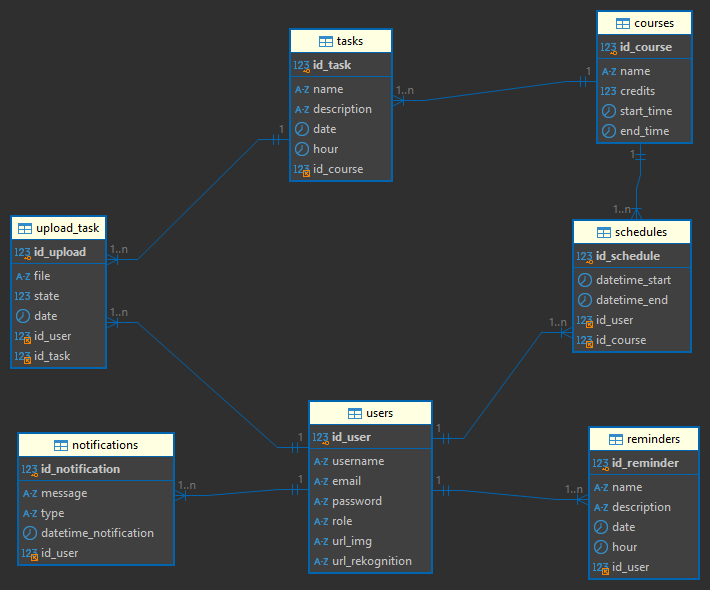 tasks
123 id_task
A-Z name
A-Z description
date
hour
123 id_course
courses
123 id_course
A-Z name
123 credits
start_time
end_time
1..n
1
1
1
1..n
upload_task
123 id_upload
A-Z file
123 state
date
123 id_user
123 id_task
1..n
1..n
schedules
123 id_schedule
datetime_start
datetime_end
123 id_user
123 id_course
1..n
users
123 id_user
A-Z username
A-Z email
A-Z password
A-Z role
A-Z url_img
A-Z url_rekognition
1
1
1
1
notifications
123 id_notification
A-Z message
A-Z type
datetime_notification
123 id_user
1..n
reminders
123 id_reminder
A-Z name
A-Z description
date
hour
123 id_user
1..n